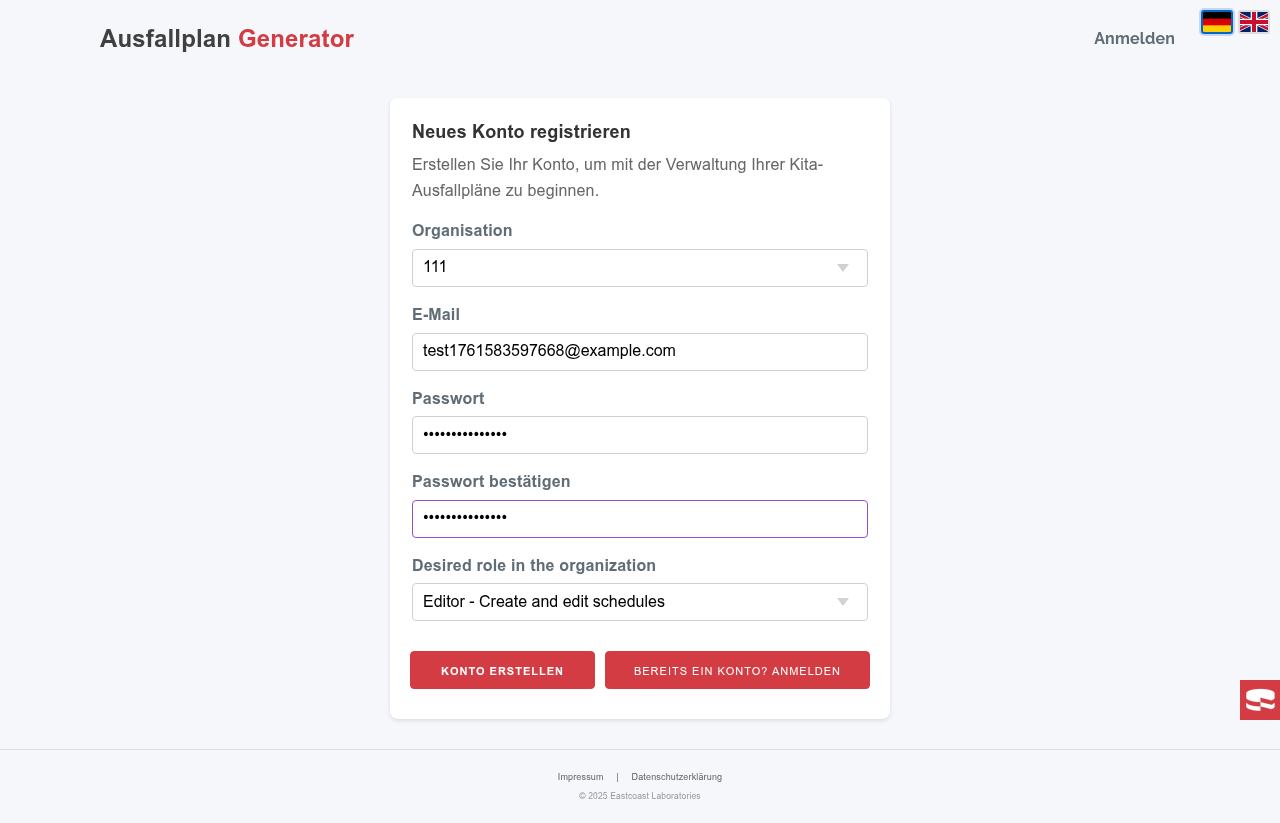 Ausfallplan Generator
Anmelden
Neues Konto registrieren
Erstellen Sie Ihr Konto, um mit der Verwaltung Ihrer Kita-
Ausfallpläne zu beginnen.
Organisation
111
E-Mail
test1761583597668@example.com
Passwort
•••••••••••••••
Passwort bestätigen
•••••••••••••••
Desired role in the organization
Editor - Create and edit schedules
KONTO ERSTELLEN
BEREITS EIN KONTO? ANMELDEN
Impressum | Datenschutzerklärung
© 2025 Eastcoast Laboratories